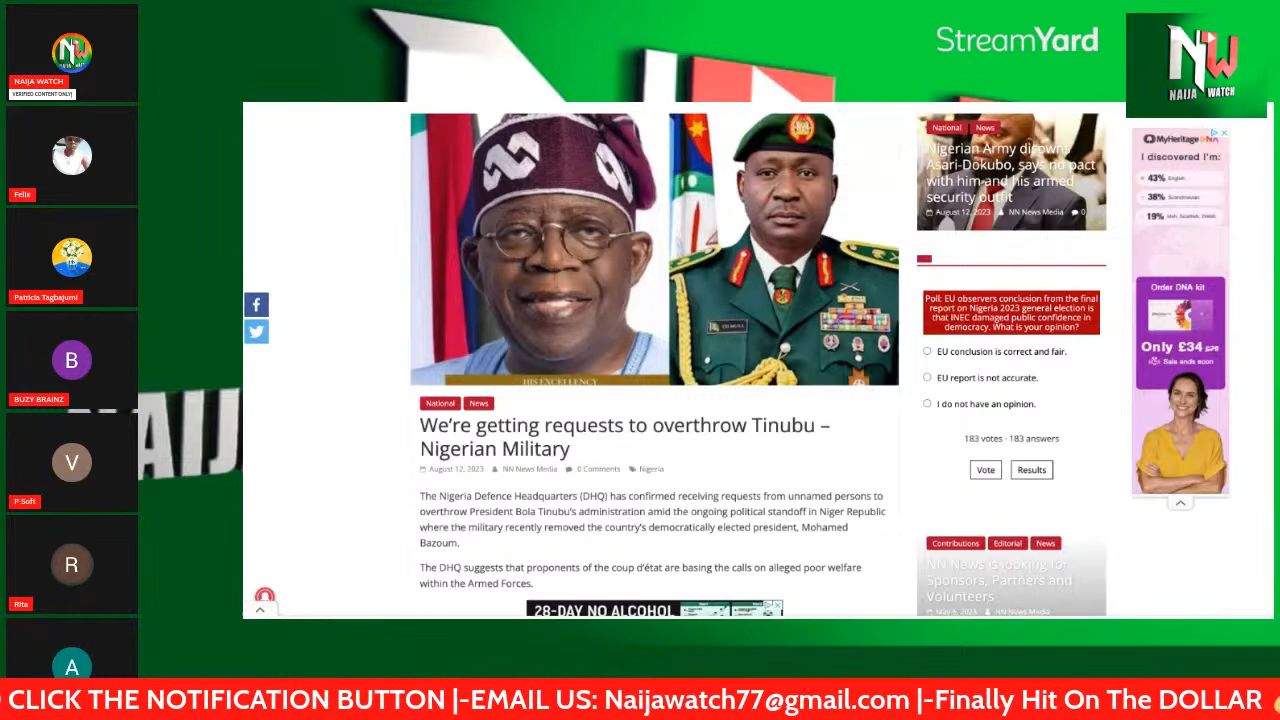 NAIJA WATCH
VERIFIED CONTENT ONLY
Felix
Patricia Tagbajumi
B
BUZY BRAINZ
V
P Soft
R
Rita
A
StreamYard
NW
NAIJA WATCH
HIS EXCELLENCY
National News
We're getting requests to overthrow Tinubu –
Nigerian Military
August 12, 2023 NN News Media 0 Comments Nigeria
The Nigeria Defence Headquarters (DHQ) has confirmed receiving requests from unnamed persons to
overthrow President Bola Tinubu's administration amid the ongoing political standoff in Niger Republic
where the military recently removed the country's democratically elected president, Mohamed
Bazoum.
The DHQ suggests that proponents of the coup d'état are basing the calls on alleged poor welfare
within the Armed Forces.
28-DAY NO ALCOHOL
National News
Nigerian Army disowns
Asari-Dokubo, says no pact
with him and his armed
security outfit
August 12, 2023 NN News Media 0
Poll: EU observers conclusion from the final
report on Nigeria 2023 general election is
that INEC damaged public confidence in
democracy. What is your opinion?
EU conclusion is correct and fair.
EU report is not accurate.
I do not have an opinion.
183 votes · 183 answers
Vote Results
Contributions Editorial News
NN News is looking for
Sponsors, Partners and
Volunteers
May 6, 2023 NN News Media
MyHeritage DNA
I discovered I'm:
43% English
38% Scandinavian
19%
Order DNA kit
Only £34 £79
Sale ends soon
CLICK THE NOTIFICATION BUTTON |-EMAIL US: Naijawatch77@gmail.com |-Finally Hit On The DOLLAR